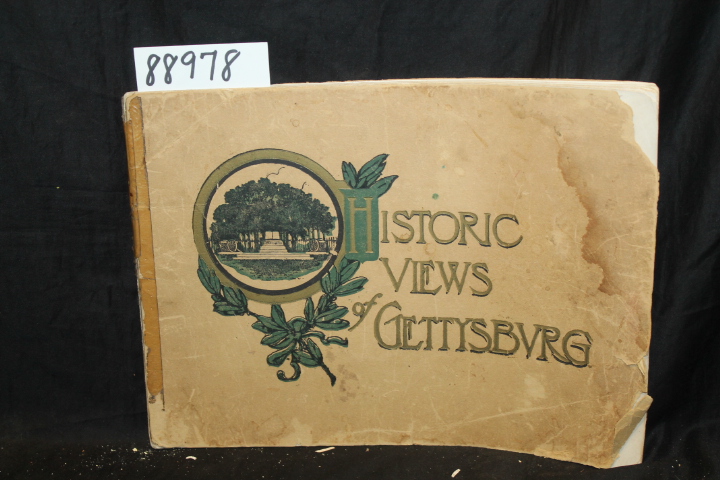 88978
HISTORIC
VIEWS
of GETTYSBVRG